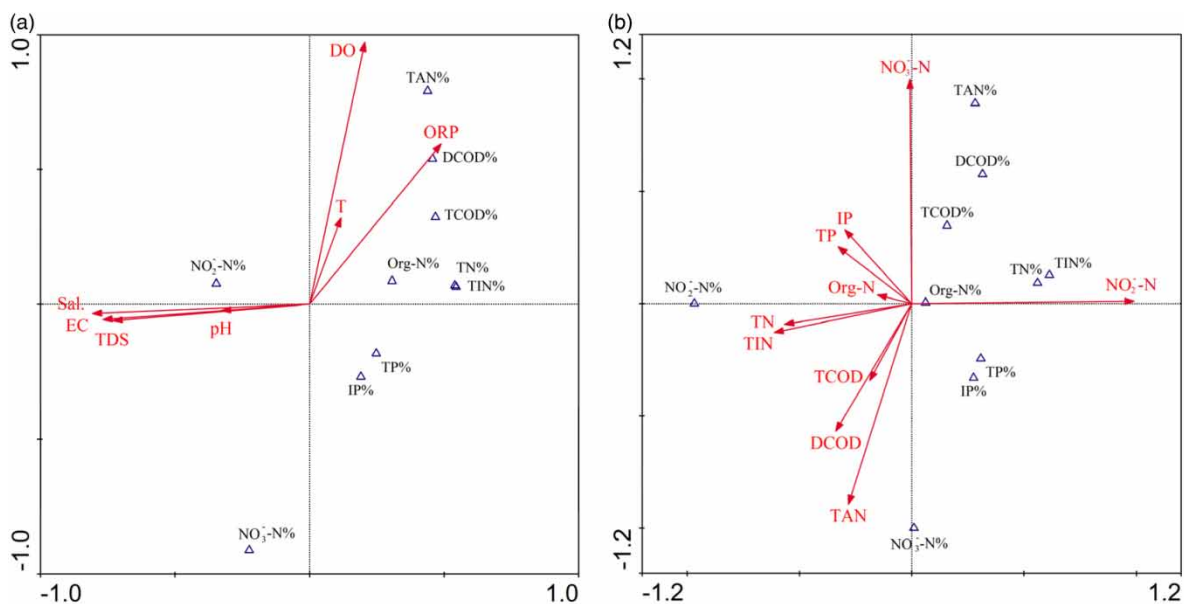 (a)
1.0
DO
TAN%
ORP
DCOD%
T
TCOD%
NO₂⁻-N%
Org-N%
TN%
TIN%
Sal.
EC
TDS
pH
TP%
IP%
NO₃⁻-N%
-1.0
-1.0
1.0
(b)
1.2
NO₃⁻-N
TAN%
DCOD%
TCOD%
IP
TP
TIN%
TN%
NO₂⁻-N%
Org-N
Org-N%
NO₂⁻-N
TN
TIN
TCOD
TP%
IP%
DCOD
TAN
NO₃⁻-N%
-1.2
-1.2
1.2